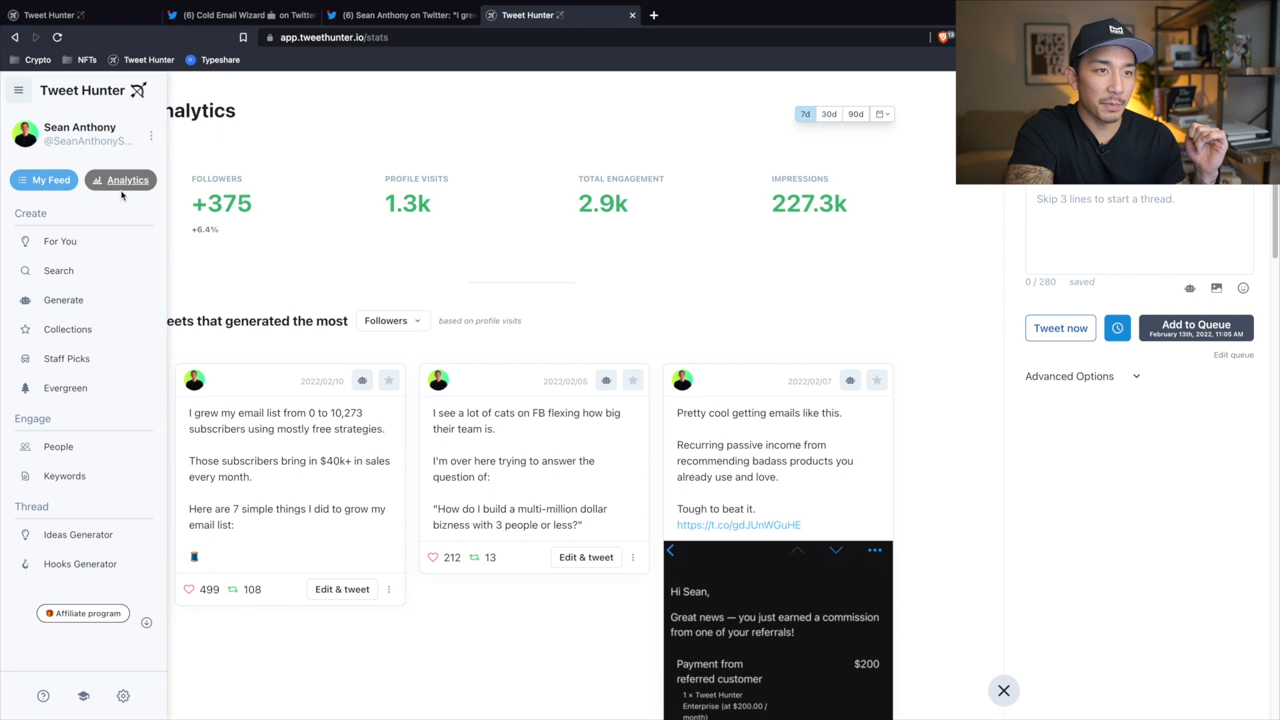 Tweet Hunter
(6) Cold Email Wizard on Twitter
(6) Sean Anthony on Twitter: "I grew
Tweet Hunter
app.tweethunter.io/stats
Crypto
NFTs
Tweet Hunter
Typeshare
Tweet Hunter
Sean Anthony
@SeanAnthonyS...
My Feed
Analytics
Create
For You
Search
Generate
Collections
Staff Picks
Evergreen
Engage
People
Keywords
Thread
Ideas Generator
Hooks Generator
Affiliate program
nalytics
7d
30d
90d
FOLLOWERS
+375
+6.4%
PROFILE VISITS
1.3k
TOTAL ENGAGEMENT
2.9k
IMPRESSIONS
227.3k
eets that generated the most
Followers
based on profile visits
2022/02/10
I grew my email list from 0 to 10,273
subscribers using mostly free strategies.
Those subscribers bring in $40k+ in sales
every month.
Here are 7 simple things I did to grow my
email list:
499
108
Edit & tweet
2022/02/05
I see a lot of cats on FB flexing how big
their team is.
I'm over here trying to answer the
question of:
"How do I build a multi-million dollar
bizness with 3 people or less?"
212
13
Edit & tweet
2022/02/07
Pretty cool getting emails like this.
Recurring passive income from
recommending badass products you
already use and love.
Tough to beat it.
https://t.co/gdJUnWGuHE
Hi Sean,
Great news — you just earned a commission
from one of your referrals!
Payment from
referred customer
$200
1 × Tweet Hunter
Enterprise (at $200.00 /
month)
Skip 3 lines to start a thread.
0 / 280
saved
Tweet now
Add to Queue
February 13th, 2022, 11:05 AM
Edit queue
Advanced Options